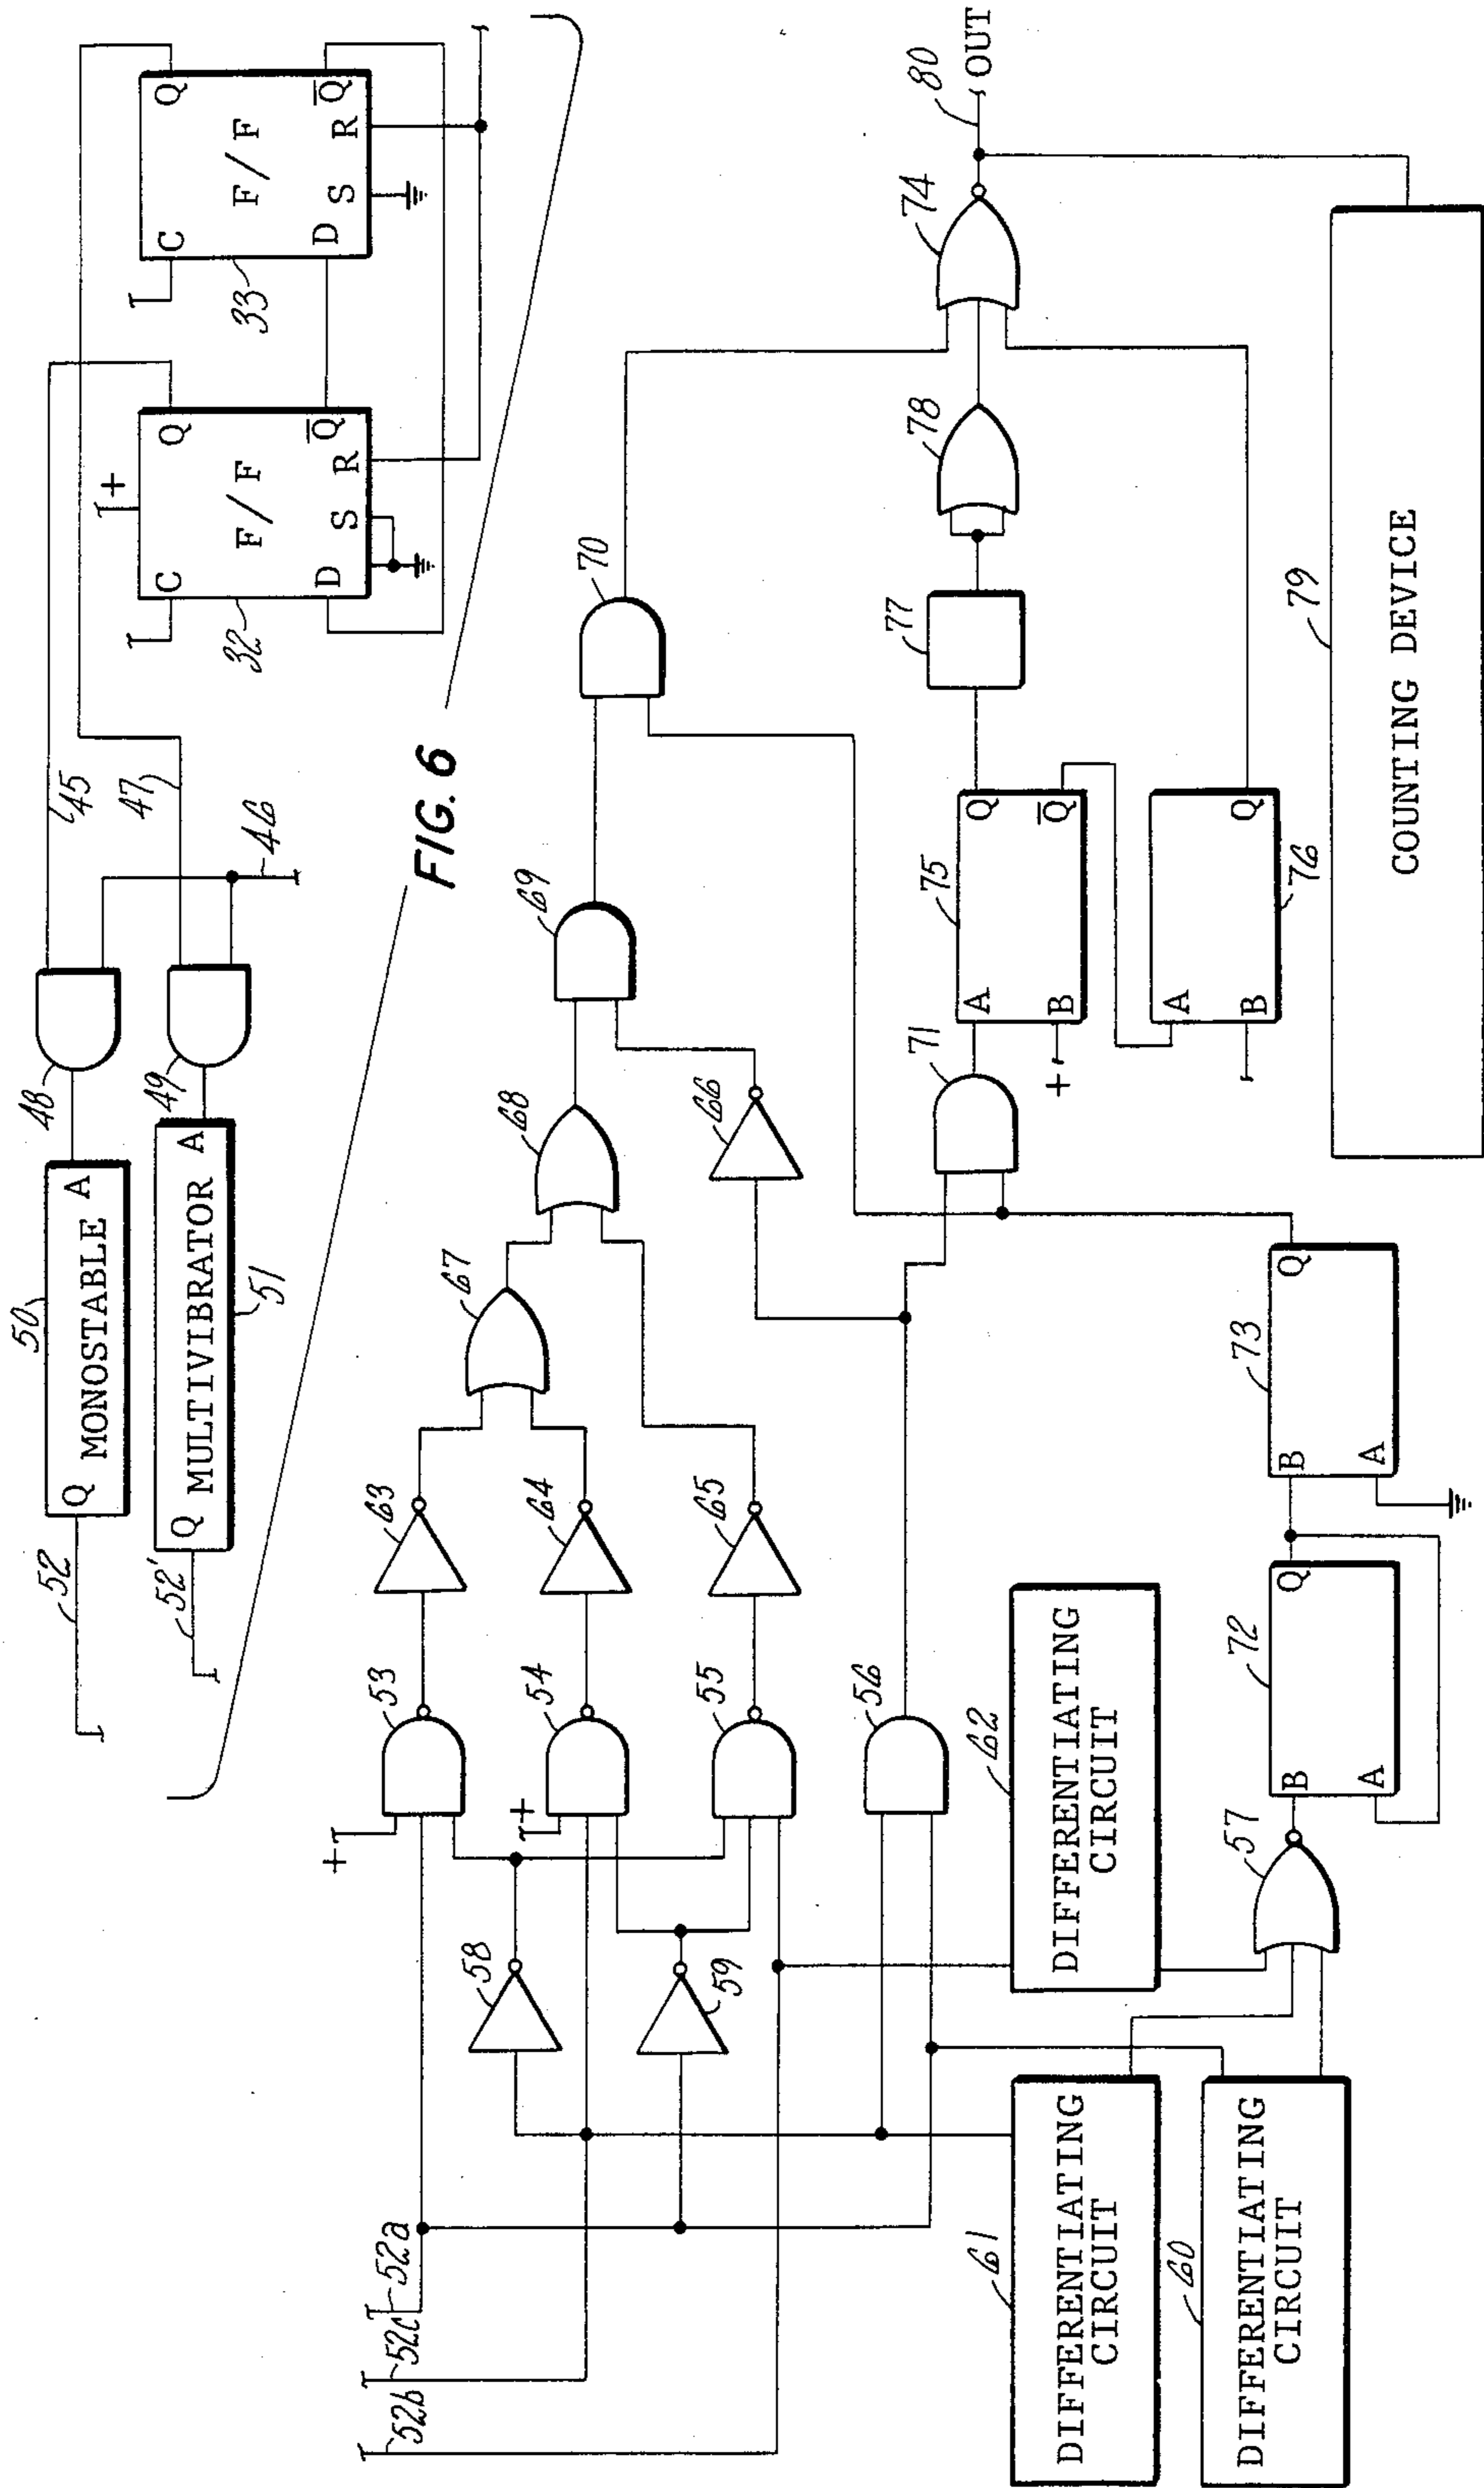 Q MONOSTABLE A
50
48
52
Q MULTIVIBRATOR A
51
49
52'
45
47
46
+
C
Q
F/F
D
S
R
Q̅
32
C
Q
F/F
D
S
R
Q̅
33
FIG. 6
52a
52c
52b
+
53
63
+
54
64
67
58
59
55
65
68
66
69
70
56
71
A
Q
75
+
B
Q̅
A
76
B
Q
77
78
74
80
OUT
61
DIFFERENTIATING
CIRCUIT
62
DIFFERENTIATING
CIRCUIT
60
DIFFERENTIATING
CIRCUIT
57
B
Q
72
A
B
Q
73
A
79
COUNTING DEVICE